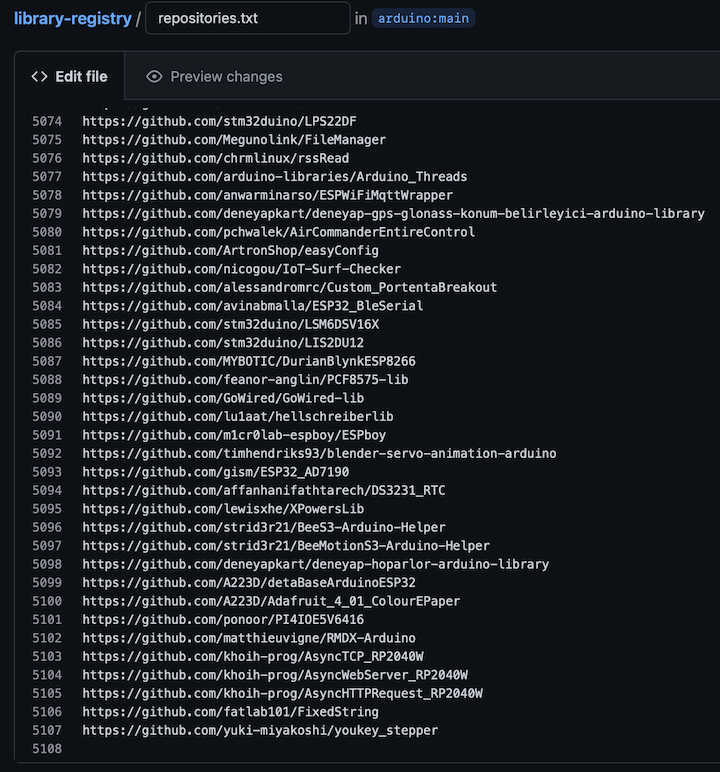 library-registry / repositories.txt in arduino:main
<> Edit file Preview changes
5074 https://github.com/stm32duino/LPS22DF
5075 https://github.com/Megunolink/FileManager
5076 https://github.com/chrmlinux/rssRead
5077 https://github.com/arduino-libraries/Arduino_Threads
5078 https://github.com/anwarminarso/ESPWiFiMqttWrapper
5079 https://github.com/deneyapkart/deneyap-gps-glonass-konum-belirleyici-arduino-library
5080 https://github.com/pchwalek/AirCommanderEntireControl
5081 https://github.com/ArtronShop/easyConfig
5082 https://github.com/nicogou/IoT-Surf-Checker
5083 https://github.com/alessandromrc/Custom_PortentaBreakout
5084 https://github.com/avinabmalla/ESP32_BleSerial
5085 https://github.com/stm32duino/LSM6DSV16X
5086 https://github.com/stm32duino/LIS2DU12
5087 https://github.com/MYBOTIC/DurianBlynkESP8266
5088 https://github.com/feanor-anglin/PCF8575-lib
5089 https://github.com/GoWired/GoWired-lib
5090 https://github.com/lu1aat/hellschreiberlib
5091 https://github.com/m1cr0lab-espboy/ESPboy
5092 https://github.com/timhendriks93/blender-servo-animation-arduino
5093 https://github.com/gism/ESP32_AD7190
5094 https://github.com/affanhanifathtarech/DS3231_RTC
5095 https://github.com/lewisxhe/XPowersLib
5096 https://github.com/strid3r21/BeeS3-Arduino-Helper
5097 https://github.com/strid3r21/BeeMotionS3-Arduino-Helper
5098 https://github.com/deneyapkart/deneyap-hoparlor-arduino-library
5099 https://github.com/A223D/detaBaseArduinoESP32
5100 https://github.com/A223D/Adafruit_4_01_ColourEPaper
5101 https://github.com/ponoor/PI4IOE5V6416
5102 https://github.com/matthieuvigne/RMDX-Arduino
5103 https://github.com/khoih-prog/AsyncTCP_RP2040W
5104 https://github.com/khoih-prog/AsyncWebServer_RP2040W
5105 https://github.com/khoih-prog/AsyncHTTPRequest_RP2040W
5106 https://github.com/fatlab101/FixedString
5107 https://github.com/yuki-miyakoshi/youkey_stepper
5108